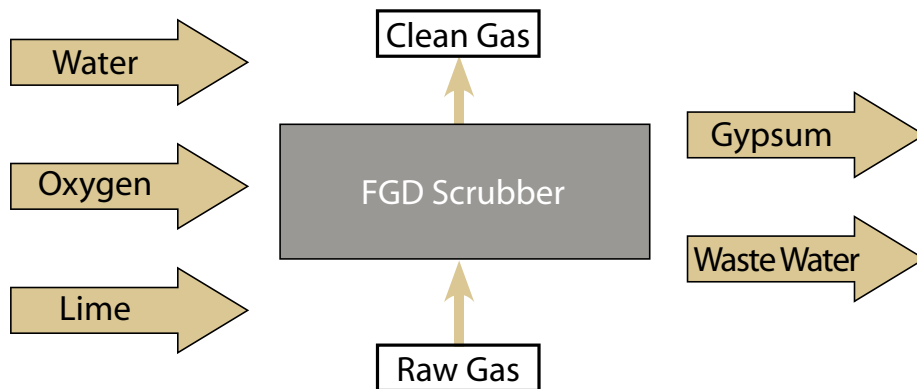 Water
Clean Gas
Oxygen
FGD Scrubber
Gypsum
Lime
Waste Water
Raw Gas